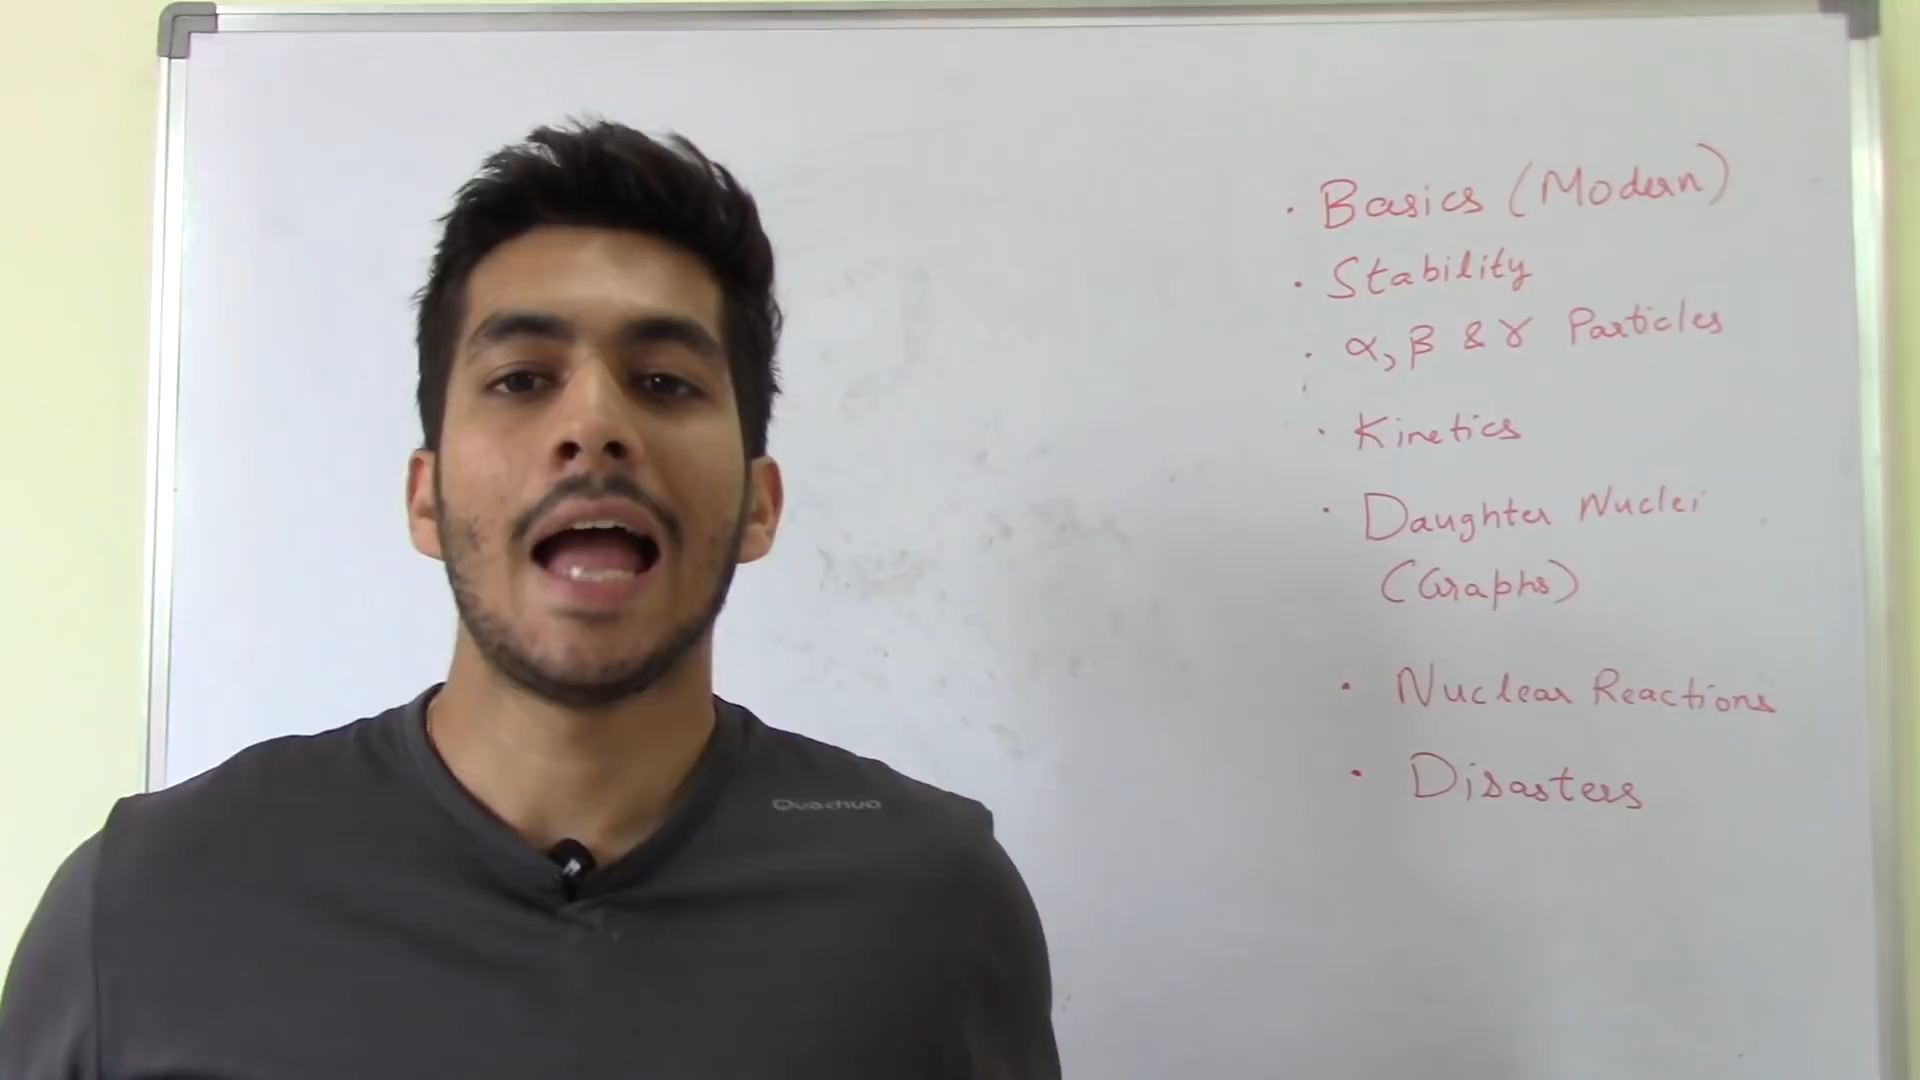 • Basics (Modern)
• Stability
• α, β & γ Particles
• Kinetics
• Daughter Nuclei
(Graphs)
• Nuclear Reactions
• Disasters
Quechua